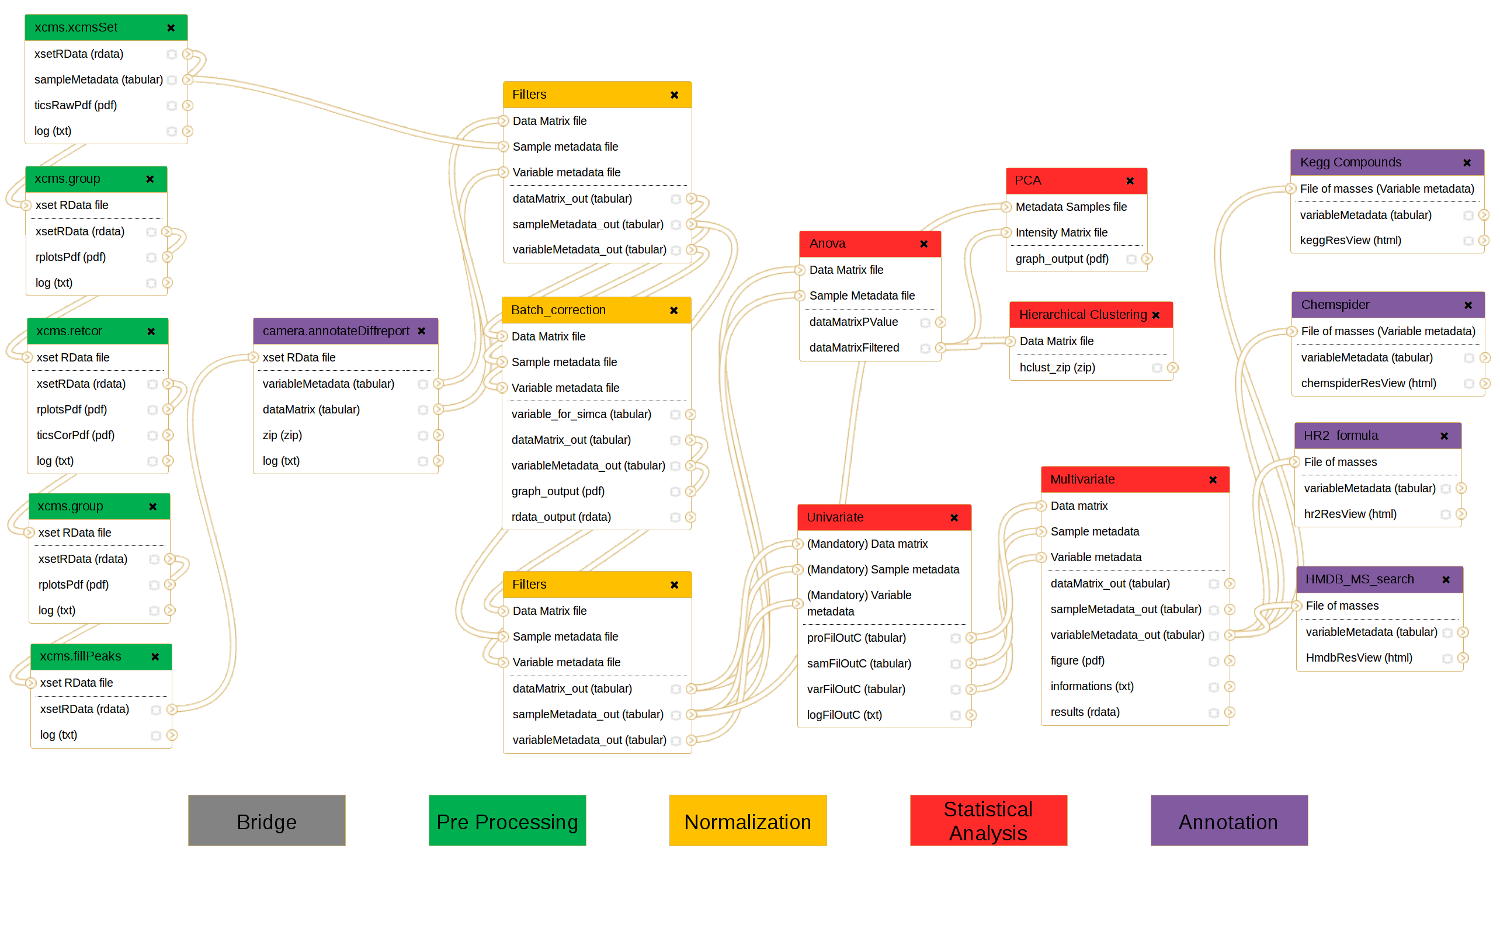 xcms.xcmsSet
xsetRData (rdata)
sampleMetadata (tabular)
ticsRawPdf (pdf)
log (txt)
xcms.group
xset RData file
xsetRData (rdata)
rplotsPdf (pdf)
log (txt)
xcms.retcor
xset RData file
xsetRData (rdata)
rplotsPdf (pdf)
ticsCorPdf (pdf)
log (txt)
xcms.group
xset RData file
xsetRData (rdata)
rplotsPdf (pdf)
log (txt)
xcms.fillPeaks
xset RData file
xsetRData (rdata)
log (txt)
camera.annotateDiffreport
xset RData file
variableMetadata (tabular)
dataMatrix (tabular)
zip (zip)
log (txt)
Filters
Data Matrix file
Sample metadata file
Variable metadata file
dataMatrix_out (tabular)
sampleMetadata_out (tabular)
variableMetadata_out (tabular)
Batch_correction
Data Matrix file
Sample metadata file
Variable metadata file
variable_for_simca (tabular)
dataMatrix_out (tabular)
variableMetadata_out (tabular)
graph_output (pdf)
rdata_output (rdata)
Filters
Data Matrix file
Sample metadata file
Variable metadata file
dataMatrix_out (tabular)
sampleMetadata_out (tabular)
variableMetadata_out (tabular)
Anova
Data Matrix file
Sample Metadata file
dataMatrixPValue
dataMatrixFiltered
Univariate
(Mandatory) Data matrix
(Mandatory) Sample metadata
(Mandatory) Variable
metadata
proFilOutC (tabular)
samFilOutC (tabular)
varFilOutC (tabular)
logFilOutC (txt)
PCA
Metadata Samples file
Intensity Matrix file
graph_output (pdf)
Hierarchical Clustering
Data Matrix file
hclust_zip (zip)
Multivariate
Data matrix
Sample metadata
Variable metadata
dataMatrix_out (tabular)
sampleMetadata_out (tabular)
variableMetadata_out (tabular)
figure (pdf)
informations (txt)
results (rdata)
Kegg Compounds
File of masses (Variable metadata)
variableMetadata (tabular)
keggResView (html)
Chemspider
File of masses (Variable metadata)
variableMetadata (tabular)
chemspiderResView (html)
HR2 formula
File of masses
variableMetadata (tabular)
hr2ResView (html)
HMDB_MS_search
File of masses
variableMetadata (tabular)
HmdbResView (html)
Bridge
Pre Processing
Normalization
Statistical
Analysis
Annotation